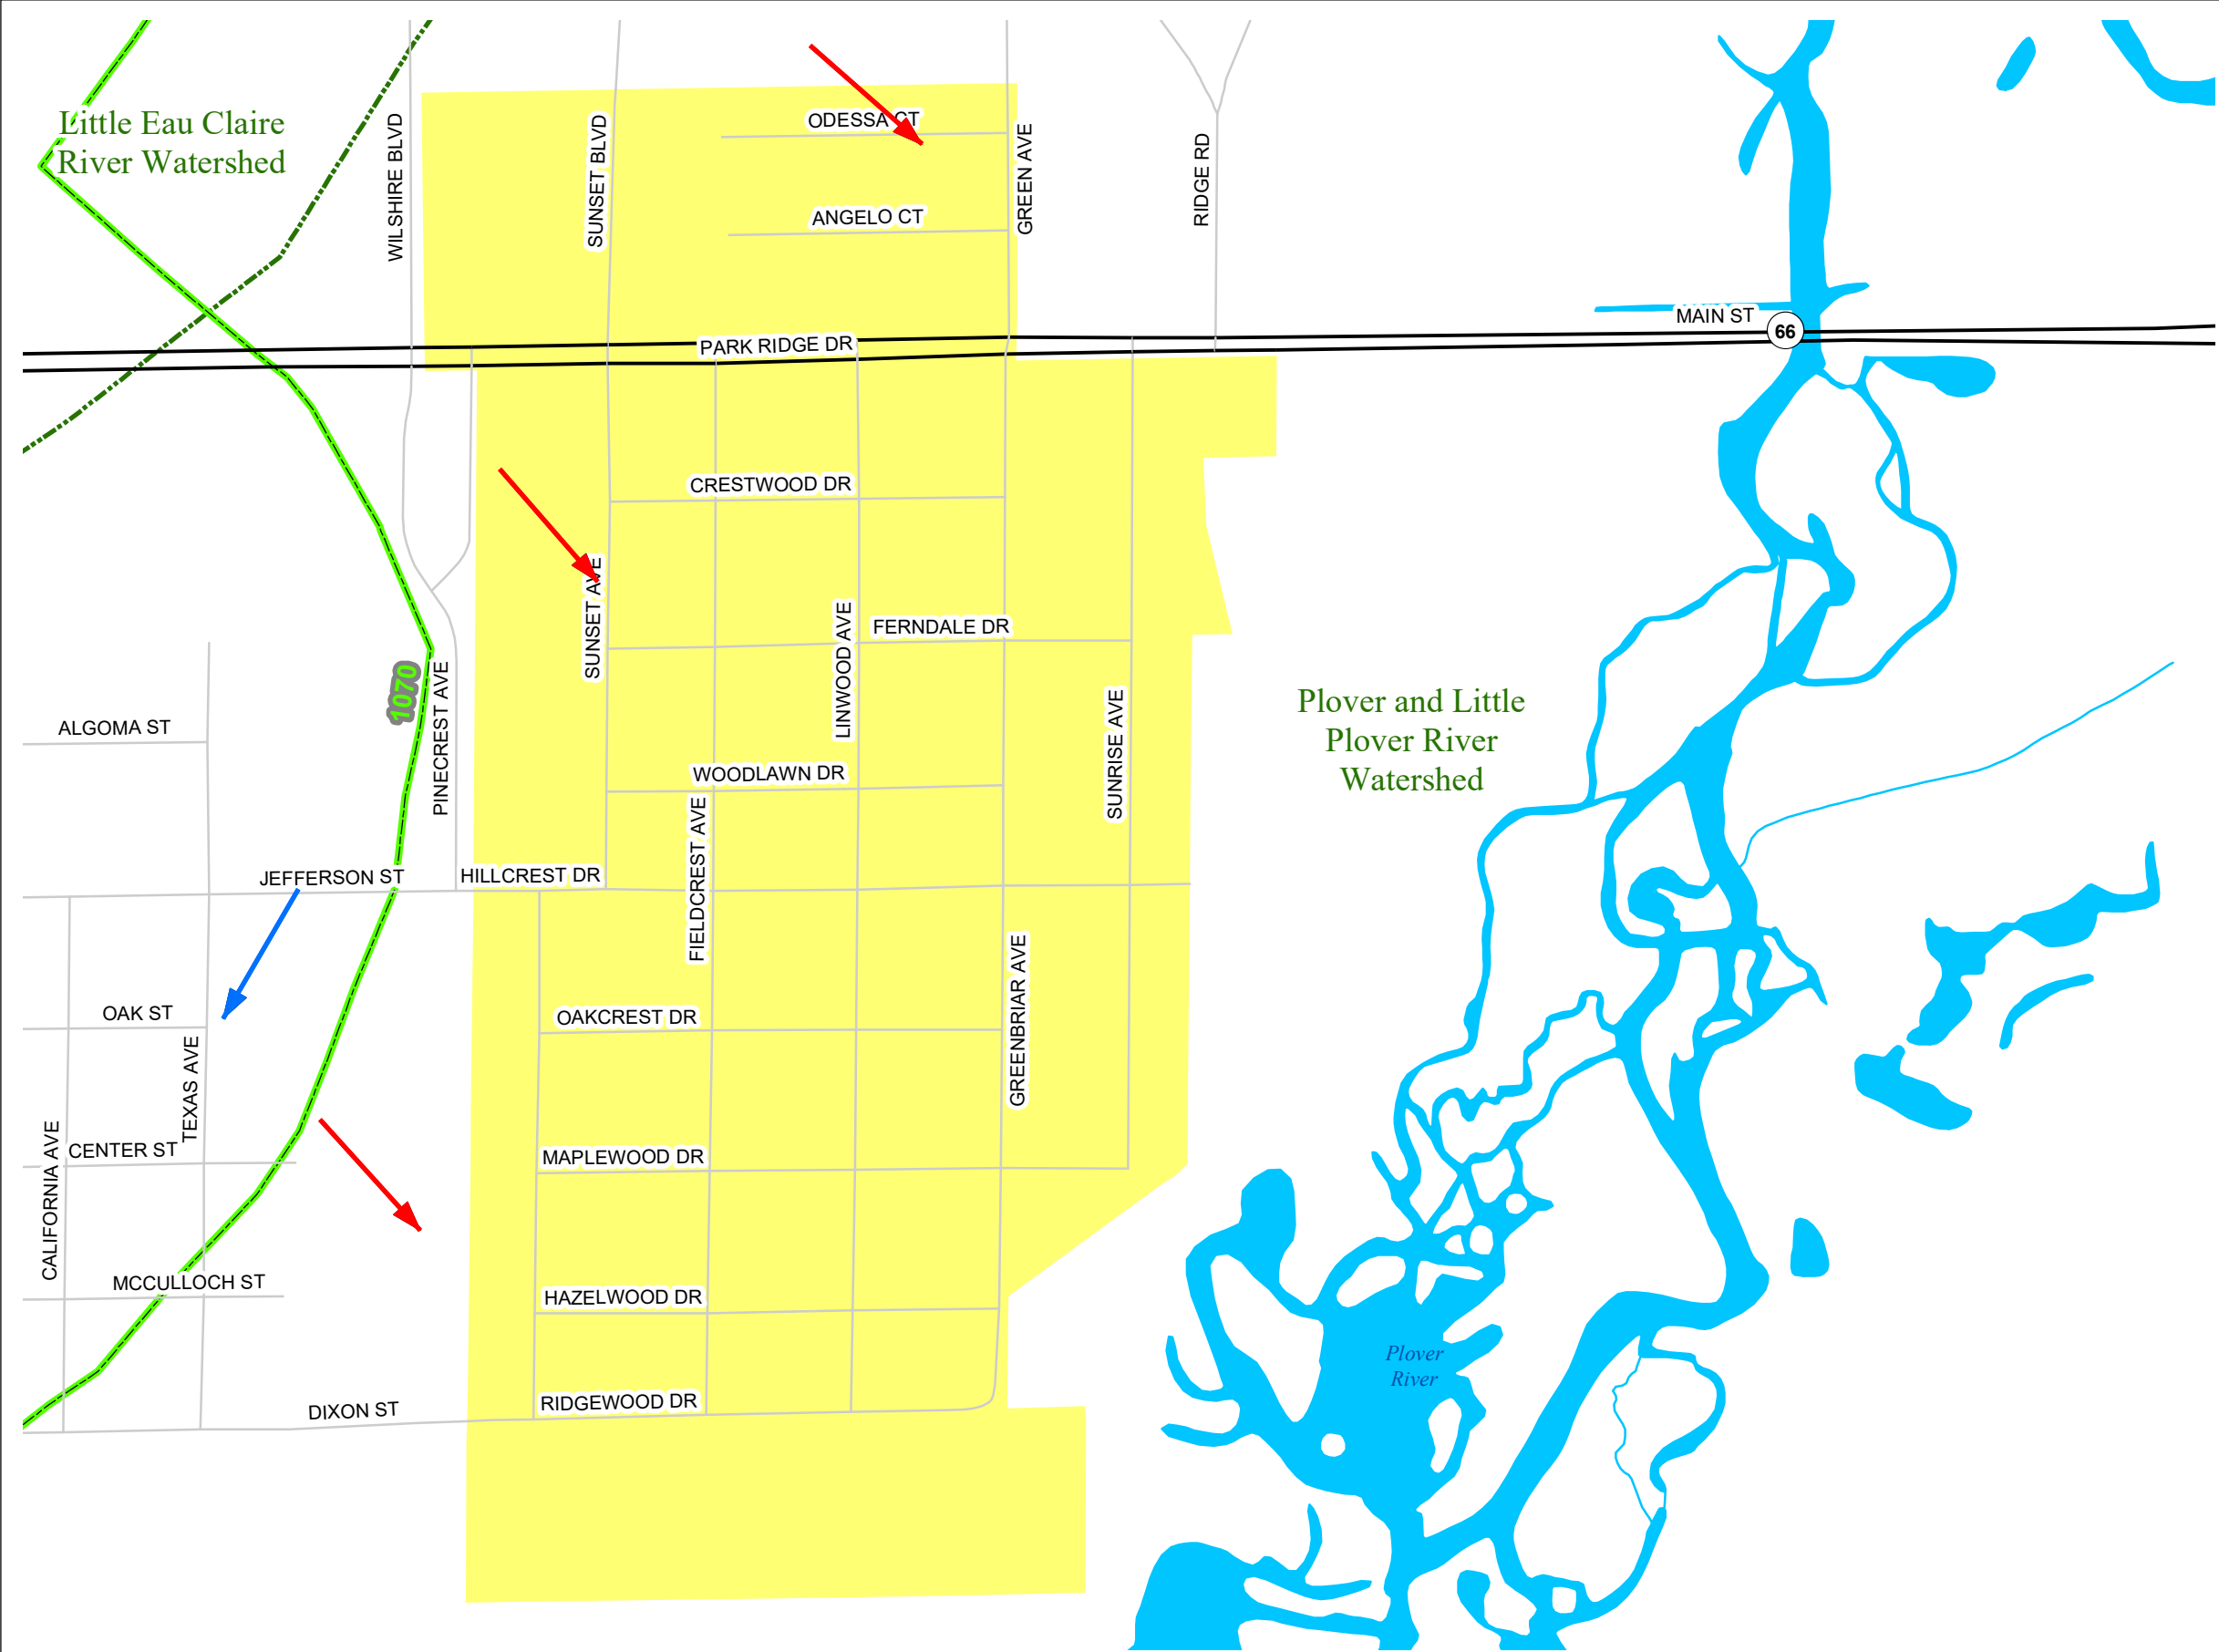 Little Eau Claire
River Watershed
WILSHIRE BLVD
SUNSET BLVD
ODESSA CT
GREEN AVE
RIDGE RD
ANGELO CT
MAIN ST
66
PARK RIDGE DR
CRESTWOOD DR
SUNSET AVE
LINWOOD AVE
FERNDALE DR
1070
PINECREST AVE
SUNRISE AVE
Plover and Little
Plover River
Watershed
ALGOMA ST
WOODLAWN DR
FIELDCREST AVE
JEFFERSON ST
HILLCREST DR
OAK ST
OAKCREST DR
GREENBRIAR AVE
TEXAS AVE
CALIFORNIA AVE
CENTER ST
MAPLEWOOD DR
MCCULLOCH ST
HAZELWOOD DR
Plover
River
DIXON ST
RIDGEWOOD DR